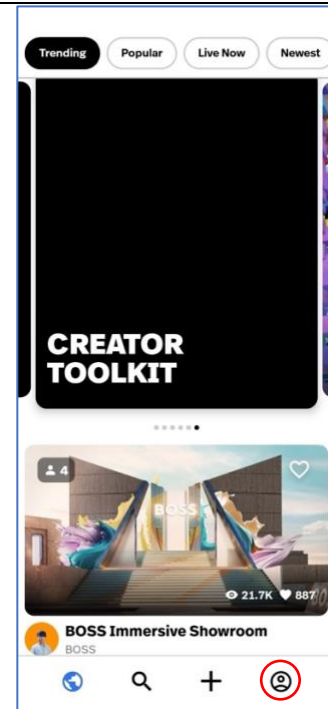 Trending Popular Live Now Newest
CREATOR
TOOLKIT
4
BOSS
21.7K 887
BOSS Immersive Showroom
BOSS